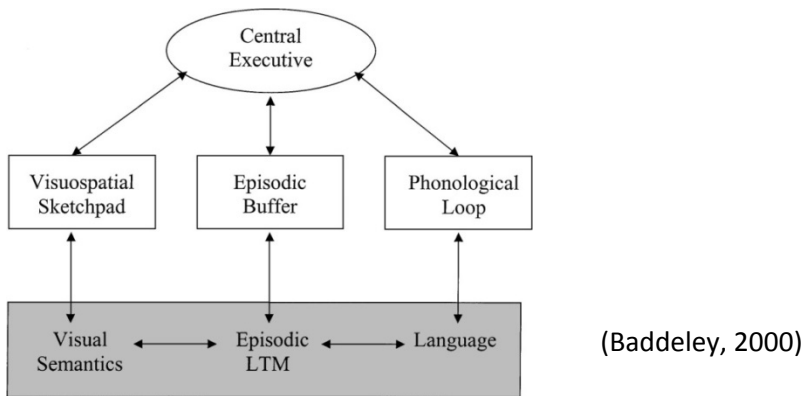 Central
Executive
Visuospatial
Sketchpad
Episodic
Buffer
Phonological
Loop
Visual
Semantics
Episodic
LTM
Language
(Baddeley, 2000)